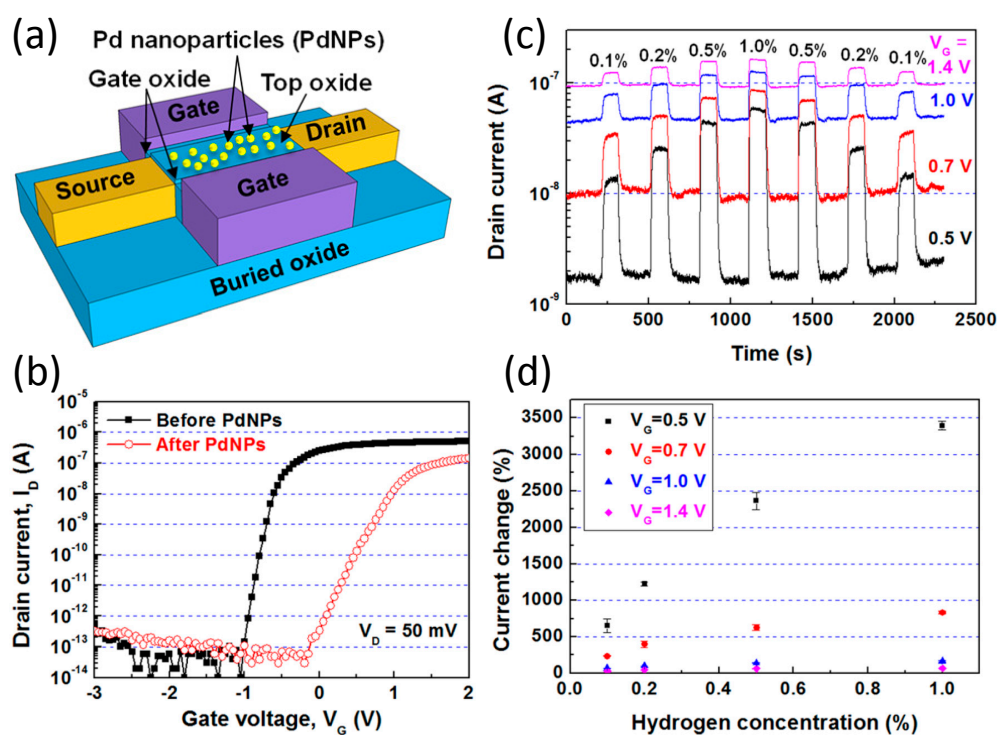 (a)
Pd nanoparticles (PdNPs)
Gate oxide
Top oxide
Gate
Drain
Source
Gate
Buried oxide
(b)
10⁻⁵
10⁻⁶
10⁻⁷
10⁻⁸
10⁻⁹
10⁻¹⁰
10⁻¹¹
10⁻¹²
10⁻¹³
10⁻¹⁴
Drain current, I_D (A)
Before PdNPs
After PdNPs
V_D = 50 mV
-3 -2 -1 0 1 2
Gate voltage, V_G (V)
(c)
10⁻⁷
10⁻⁸
10⁻⁹
Drain current (A)
0.1% 0.2% 0.5% 1.0% 0.5% 0.2% 0.1%
V_G =
1.4 V
1.0 V
0.7 V
0.5 V
0 500 1000 1500 2000 2500
Time (s)
(d)
3500
3000
2500
2000
1500
1000
500
0
Current change (%)
V_G=0.5 V
V_G=0.7 V
V_G=1.0 V
V_G=1.4 V
0.0 0.2 0.4 0.6 0.8 1.0
Hydrogen concentration (%)